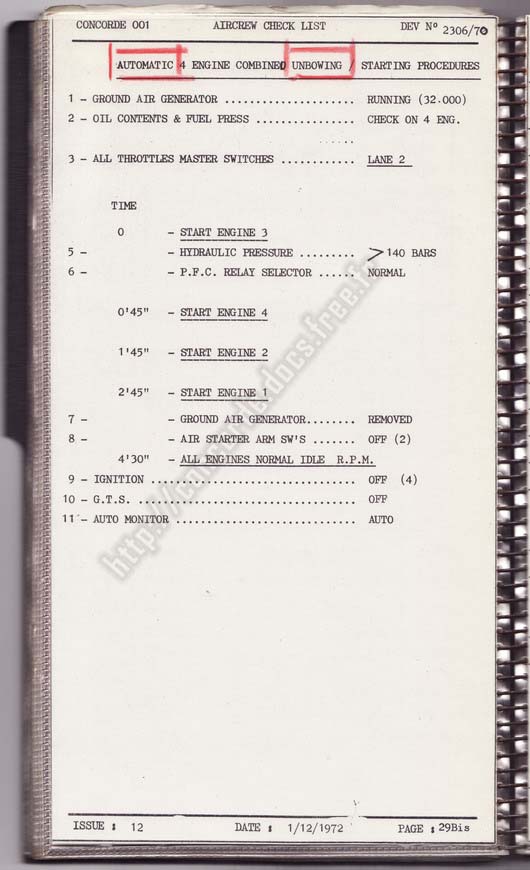 CONCORDE 001 AIRCREW CHECK LIST DEV Nº 2306/70
AUTOMATIC 4 ENGINE COMBINED UNBOWING / STARTING PROCEDURES
1 - GROUND AIR GENERATOR ..................... RUNNING (32.000)
2 - OIL CONTENTS & FUEL PRESS ................ CHECK ON 4 ENG.
......
3 - ALL THROTTLES MASTER SWITCHES ........... LANE 2
TIME
0 - START ENGINE 3
5 - - HYDRAULIC PRESSURE ......... >140 BARS
6 - - P.F.C. RELAY SELECTOR ...... NORMAL
0'45" - START ENGINE 4
1'45" - START ENGINE 2
2'45" - START ENGINE 1
7 - - GROUND AIR GENERATOR........ REMOVED
8 - - AIR STARTER ARM SW'S ....... OFF (2)
4'30" - ALL ENGINES NORMAL IDLE R.P.M.
9 - IGNITION ............................ OFF (4)
10 - G.T.S. ............................. OFF
11 - AUTO MONITOR ......................... AUTO
http://concorde.docs.free.fr
ISSUE : 12 DATE : 1/12/1972 PAGE : 29Bis